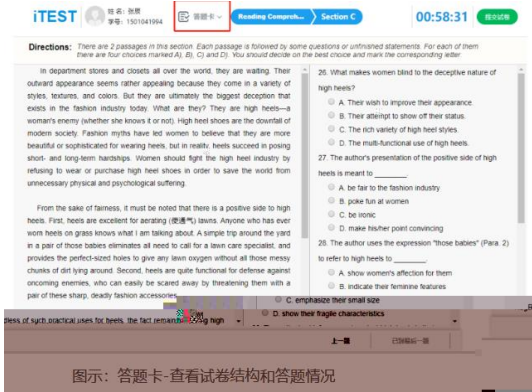 iTEST
姓名：张辰
学号：1501041994
答题卡
Reading Compreh...
Section C
00:58:31
提交试卷
Directions: There are 2 passages in this section. Each passage is followed by some questions or unfinished statements. For each of them
there are four choices marked A), B), C) and D). You should decide on the best choice and mark the corresponding letter.
In department stores and closets all over the world, they are waiting. Their
outward appearance seems rather appealing because they come in a variety of
styles, textures, and colors. But they are ultimately the biggest deception that
exists in the fashion industry today. What are they? They are high heels—a
woman's enemy (whether she knows it or not). High heel shoes are the downfall of
modern society. Fashion myths have led women to believe that they are more
beautiful or sophisticated for wearing heels, but in reality, heels succeed in posing
short- and long-term hardships. Women should fight the high heel industry by
refusing to wear or purchase high heel shoes in order to save the world from
unnecessary physical and psychological suffering.
From the sake of fairness, it must be noted that there is a positive side to high
heels. First, heels are excellent for aerating (使通气) lawns. Anyone who has ever
worn heels on grass knows what I am talking about. A simple trip around the yard
in a pair of those babies eliminates all need to call for a lawn care specialist, and
provides the perfect-sized holes to give any lawn oxygen without all those messy
chunks of dirt lying around. Second, heels are quite functional for defense against
oncoming enemies, who can easily be scared away by threatening them with a
pair of these sharp, deadly fashion accessories.
26. What makes women blind to the deceptive nature of
high heels?
A. Their wish to improve their appearance.
B. Their attempt to show off their status.
C. The rich variety of high heel styles.
D. The multi-functional use of high heels.
27. The author's presentation of the positive side of high
heels is meant to ______.
A. be fair to the fashion industry
B. poke fun at women
C. be ironic
D. make his/her point convincing
28. The author uses the expression "those babies" (Para. 2)
to refer to high heels to ______.
A. show women's affection for them
B. indicate their feminine features
C. emphasize their small size
D. show their fragile characteristics
of such practical uses for heels, the fact remains
high
上一题
图示：答题卡-查看试卷结构和答题情况